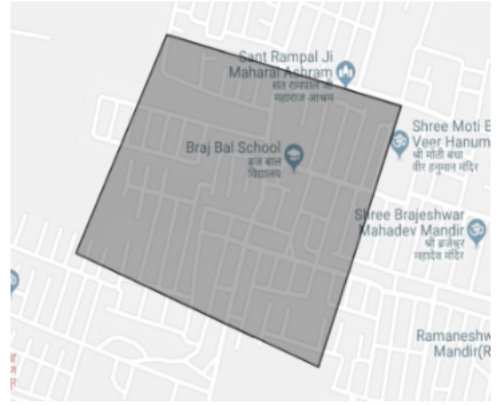 Sant Rampal Ji
Maharaj Ashram
संत रामपाल जी
महाराज आश्रम
Braj Bal School
ब्रज बाल
विद्यालय
Shree Moti B
Veer Hanum
श्री मोती बाघा
वीर हनुमान मंदिर
Shree Brajeshwar
Mahadev Mandir
श्री ब्रजेश्वर
महादेव मंदिर
Ramaneshw
Mandir(R